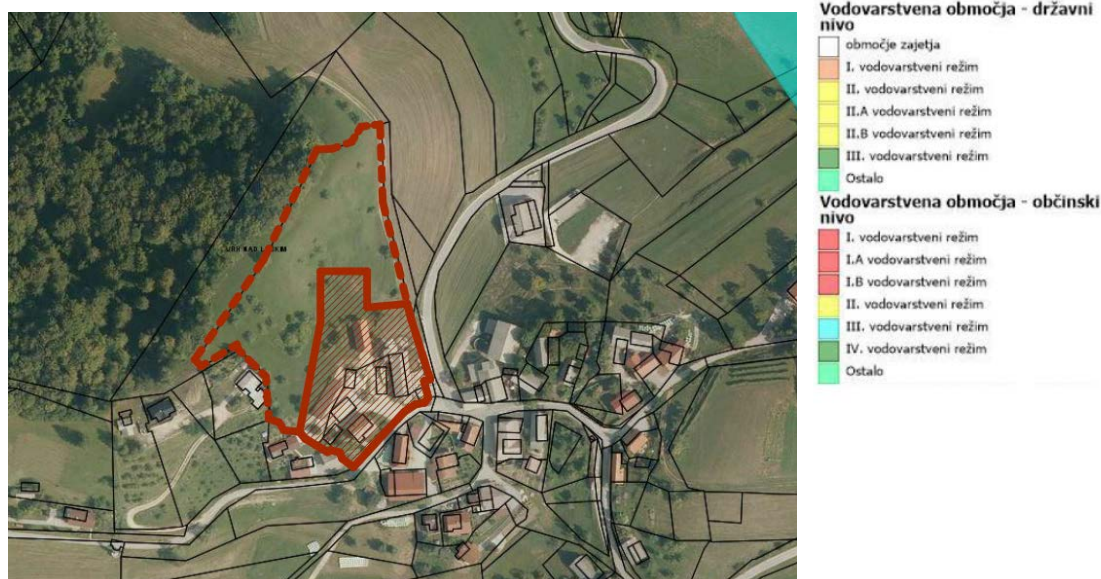 Vodovarstvena območja - državni
nivo
območje zajetja
I. vodovarstveni režim
II. vodovarstveni režim
II.A vodovarstveni režim
II.B vodovarstveni režim
III. vodovarstveni režim
Ostalo
Vodovarstvena območja - občinski
nivo
I. vodovarstveni režim
I.A vodovarstveni režim
I.B vodovarstveni režim
II. vodovarstveni režim
III. vodovarstveni režim
IV. vodovarstveni režim
Ostalo